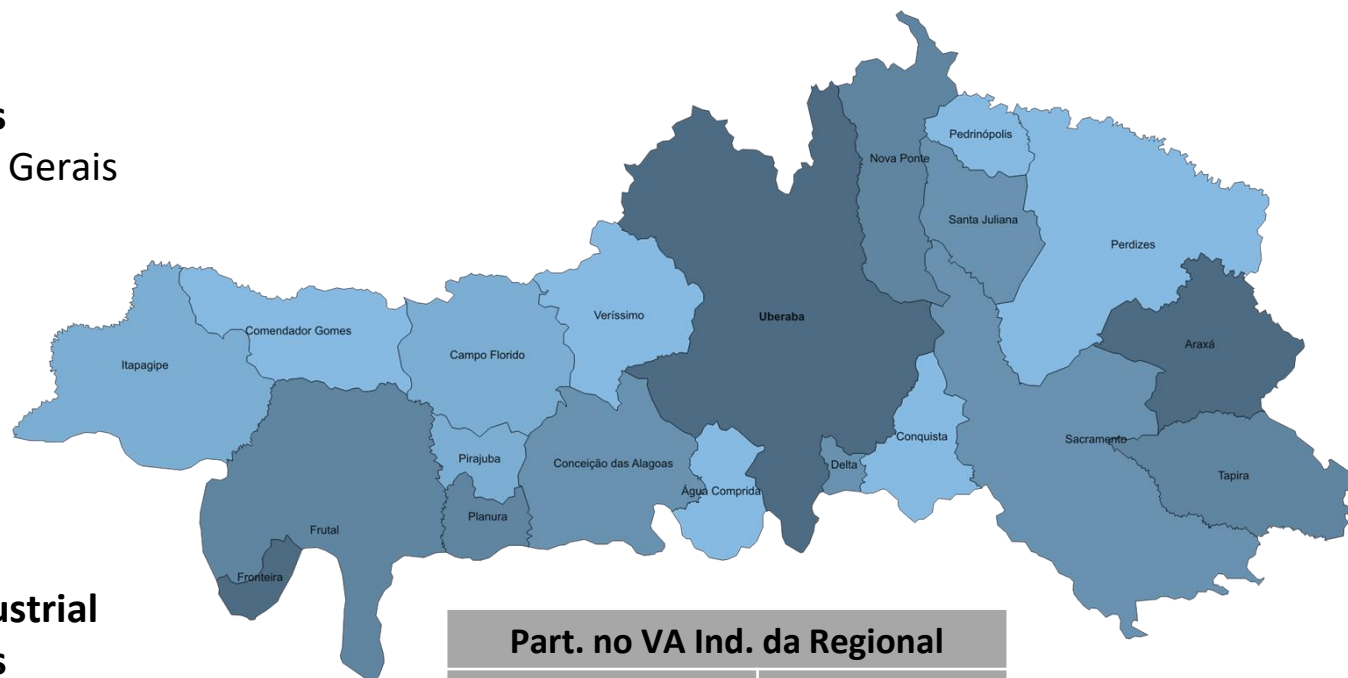 s
Gerais
Pedrinópolis
Nova Ponte
Santa Juliana
Perdizes
Veríssimo
Uberaba
Comendador Gomes
Araxá
Campo Florido
Itapagipe
Conquista
Sacramento
Pirajuba
Conceição das Alagoas
Delta
Tapira
Água Comprida
Planura
Frutal
Fronteira
ustrial
s
Part. no VA Ind. da Regional